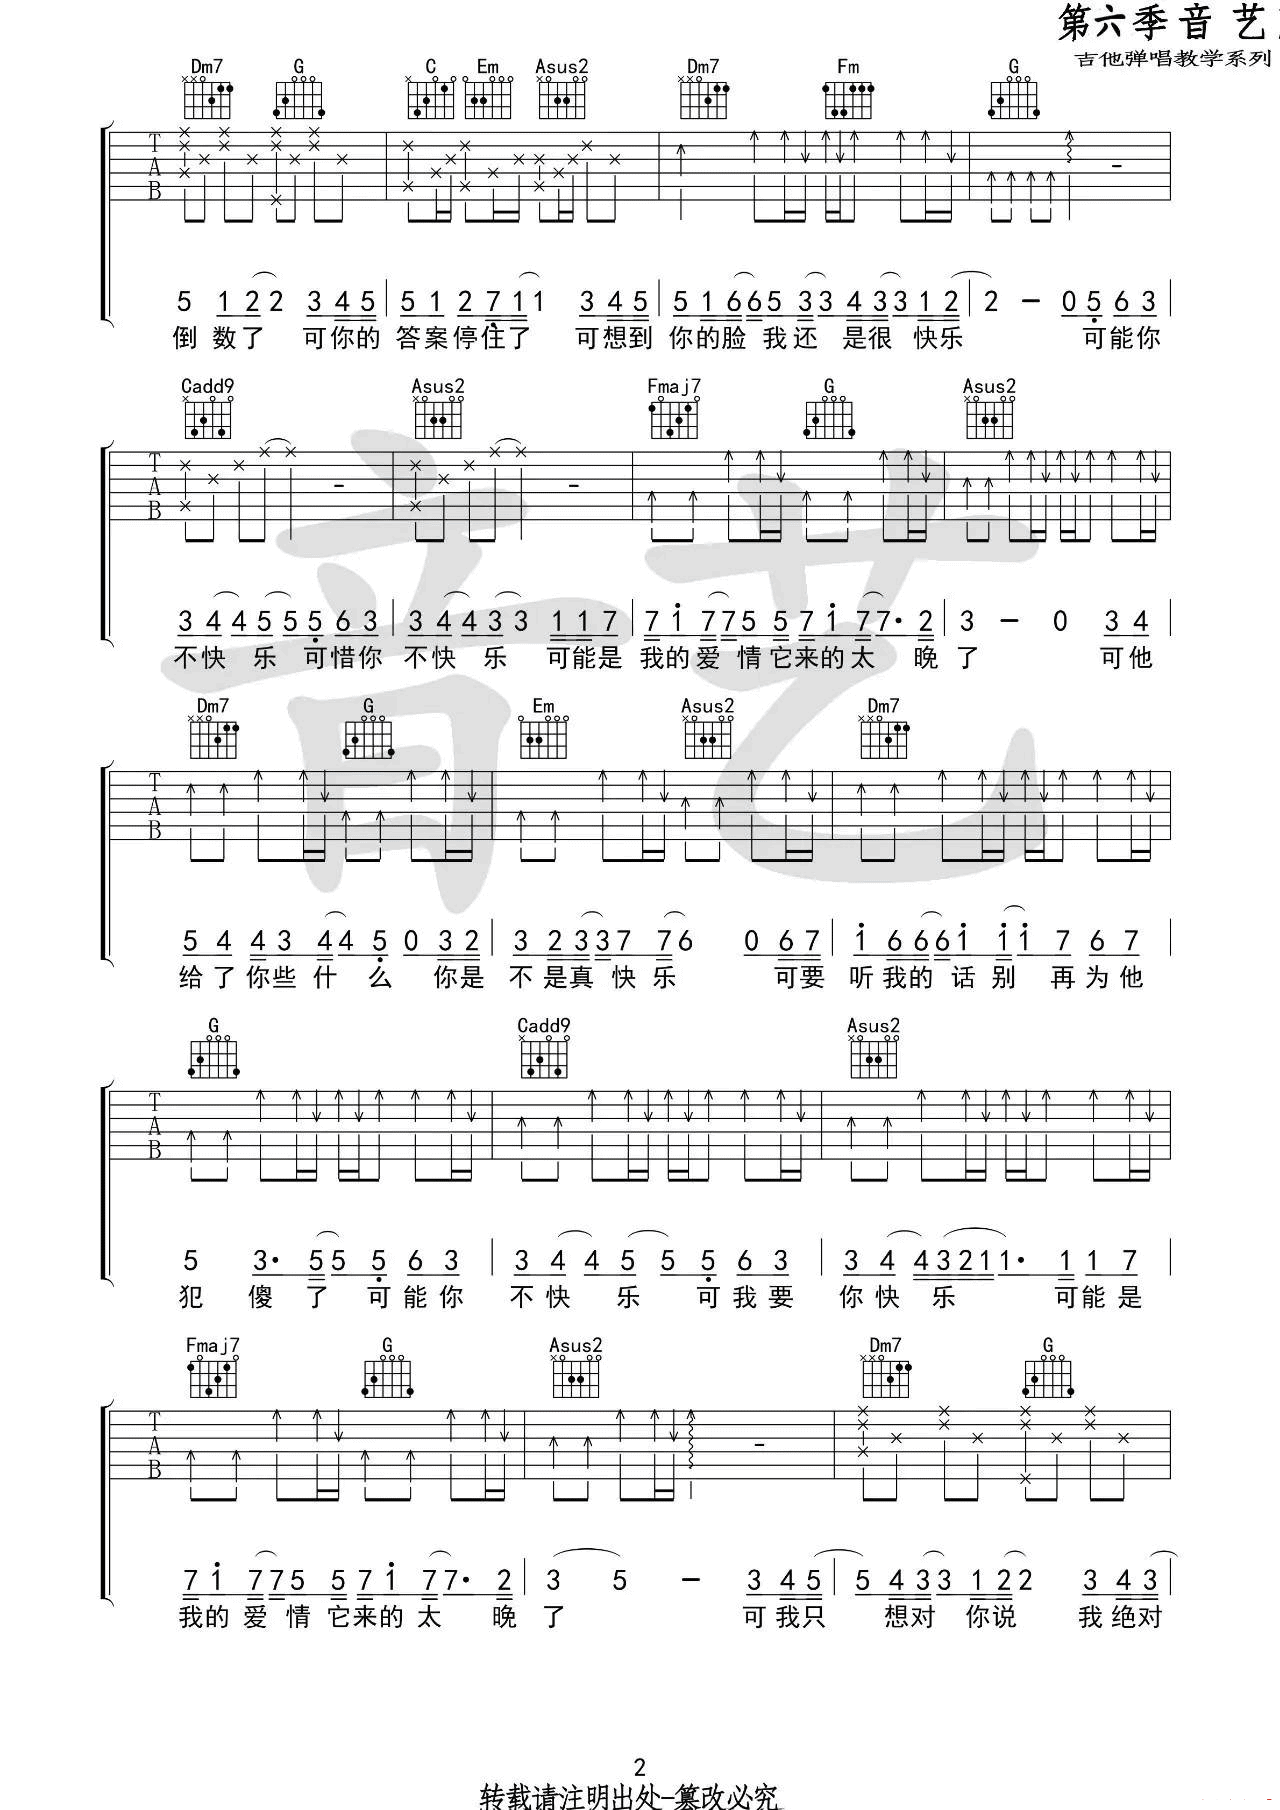 第六季音 艺
吉他弹唱教学系列
Dm7 G C Em Asus2 Dm7 Fm G
T
A
B
5 1 2 2 3 4 5 5 1 2 7 1 1 3 4 5 5 1 6 6 5 3 3 4 3 3 1 2 2 - 0 5 6 3
倒 数了 可你的 答案停住了 可想到 你的脸 我还 是很 快乐 可能你
Cadd9 Asus2 Fmaj7 G Asus2
T
A
B
3 4 4 5 5 5 6 3 3 4 4 3 3 1 1 7 7 1 7 7 5 5 7 1 7 7· 2 3 - 0 3 4
不快 乐 可惜你 不快 乐 可能是 我的爱 情它来的太 晚了 可他
Dm7 G Em Asus2 Dm7
T
A
B
5 4 4 3 4 4 5 0 3 2 3 2 3 3 7 7 6 0 6 7 1 6 6 6 1 1 1 7 6 7
给了你些 什 么 你是 不是真 快乐 可要 听我的 话 别 再为他
G Cadd9 Asus2
T
A
B
5 3· 5 5 5 6 3 3 4 4 5 5 5 6 3 3 4 4 3 2 1 1· 1 1 7
犯 傻 了 可能你 不快 乐 可我要 你快 乐 可能是
Fmaj7 G Asus2 Dm7 G
T
A
B
7 1 7 7 5 5 7 1 7 7· 2 3 5 - 3 4 5 5 4 3 3 1 2 2 3 4 3
我的 爱 情 它来的 太 晚 了 可我只 想对 你说 我绝对
2
转载请注明出处-篡改必究